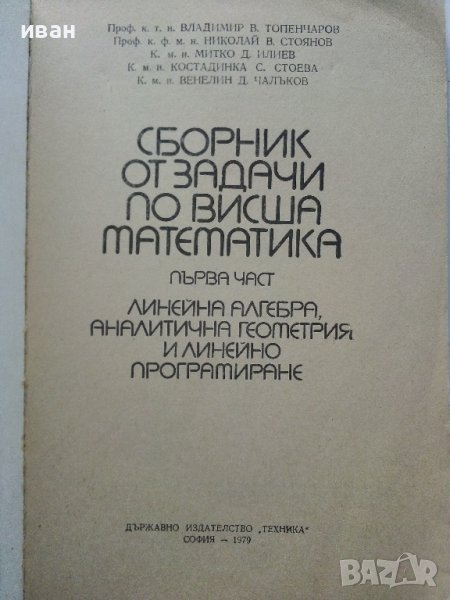 иван
Проф. к. т. н. ВЛАДИМИР В. ТОПЕНЧАРОВ
Проф. к. ф. м. н. НИКОЛАЙ В. СТОЯНОВ
К. м. н. МИТКО Д. ИЛИЕВ
К. м. н. КОСТАДИНКА С. СТОЕВА
К. м. н. ВЕНЕЛИН Д. ЧАЛЪКОВ
СБОРНИК
ОТ ЗАДАЧИ
ПО ВИСША
МАТЕМАТИКА
ПЪРВА ЧАСТ
ЛИНЕЙНА АЛГЕБРА,
АНАЛИТИЧНА ГЕОМЕТРИЯ
И ЛИНЕЙНО
ПРОГРАМИРАНЕ
ДЪРЖАВНО ИЗДАТЕЛСТВО „ТЕХНИКА"
СОФИЯ — 1979
BAZAR